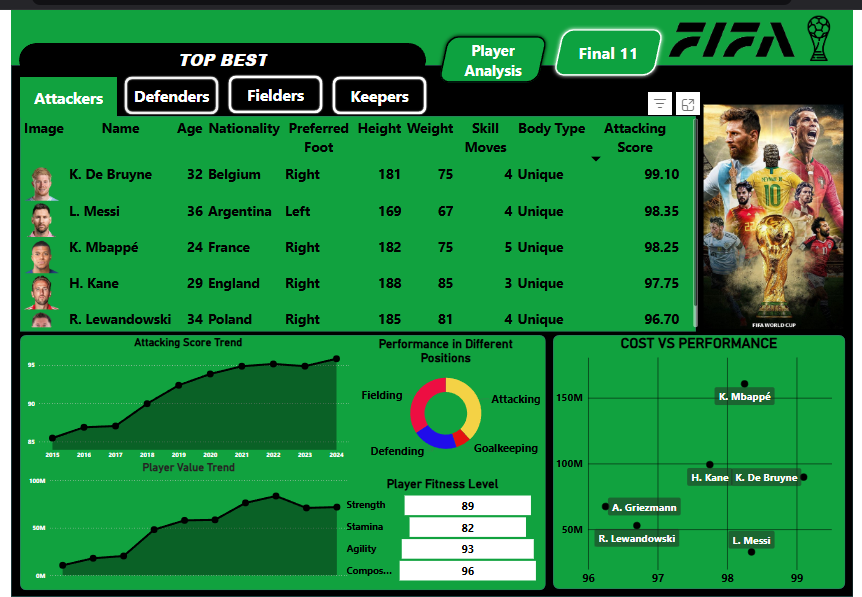 FIFA
TOP BEST
Player
Analysis
Final 11
Attackers
Defenders
Fielders
Keepers
Image Name Age Nationality Preferred Foot Height Weight Skill Moves Body Type Attacking Score
K. De Bruyne 32 Belgium Right 181 75 4 Unique 99.10
L. Messi 36 Argentina Left 169 67 4 Unique 98.35
K. Mbappé 24 France Right 182 75 5 Unique 98.25
H. Kane 29 England Right 188 85 3 Unique 97.75
R. Lewandowski 34 Poland Right 185 81 4 Unique 96.70
10
FIFA WORLD CUP
Attacking Score Trend
95
90
85
2015 2016 2017 2018 2019 2020 2021 2022 2023 2024
Player Value Trend
100M
50M
0M
Performance in Different
Positions
Fielding
Attacking
Defending
Goalkeeping
Player Fitness Level
Strength 89
Stamina 82
Agility 93
Compos... 96
COST VS PERFORMANCE
150M
100M
50M
K. Mbappé
H. Kane
K. De Bruyne
A. Griezmann
R. Lewandowski
L. Messi
96 97 98 99